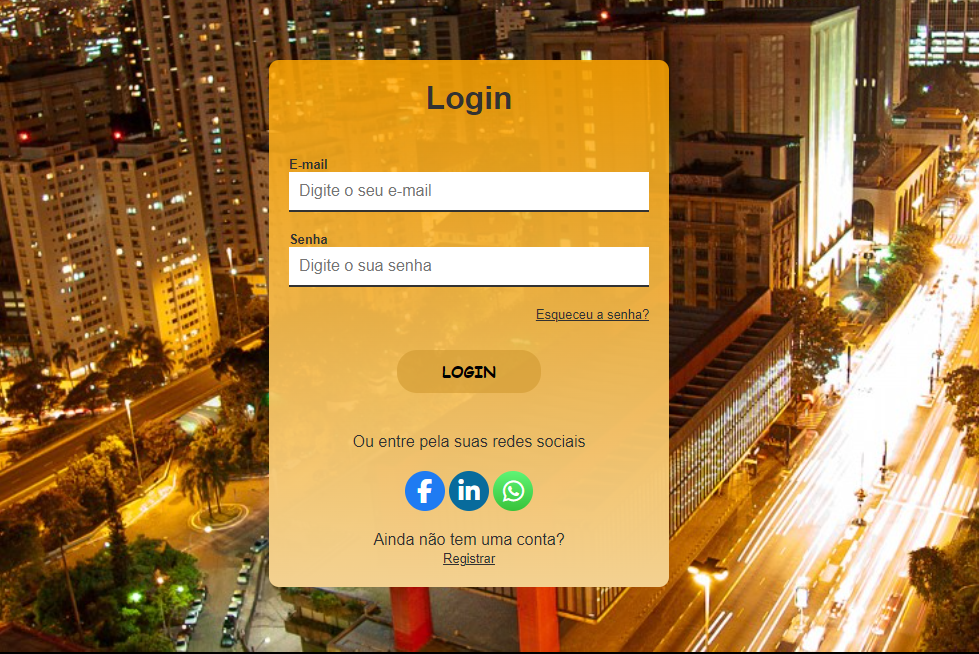 Login
E-mail
Digite o seu e-mail
Senha
Digite o sua senha
Esqueceu a senha?
LOGIN
Ou entre pela suas redes sociais
f in
Ainda não tem uma conta?
Registrar